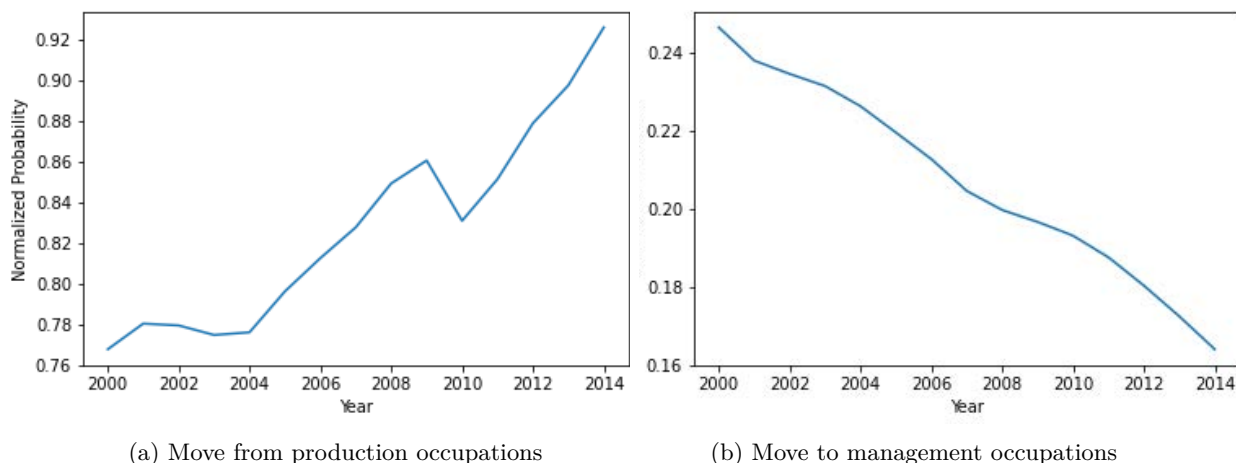 Normalized Probability
0.92
0.90
0.88
0.86
0.84
0.82
0.80
0.78
0.76
2000 2002 2004 2006 2008 2010 2012 2014
Year
(a) Move from production occupations
0.24
0.22
0.20
0.18
0.16
2000 2002 2004 2006 2008 2010 2012 2014
Year
(b) Move to management occupations